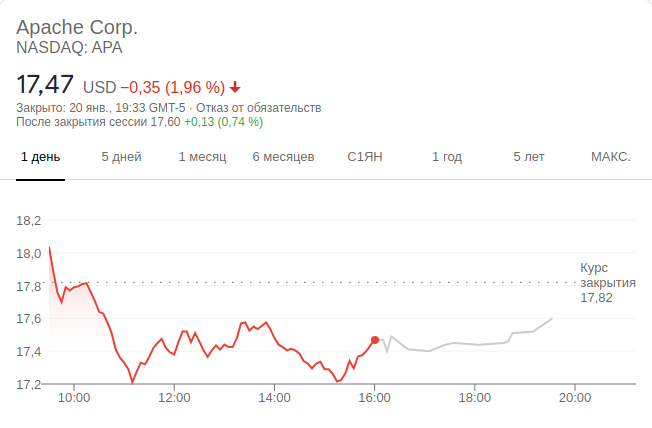 Apache Corp.
NASDAQ: APA
17,47 USD −0,35 (1,96 %)
Закрыто: 20 янв., 19:33 GMT-5 · Отказ от обязательств
После закрытия сессии 17,60 +0,13 (0,74 %)
1 день 5 дней 1 месяц 6 месяцев С1ЯН 1 год 5 лет МАКС.
18,2
18,0
17,8
17,6
17,4
17,2
Курс
закрытия
17,82
10:00 12:00 14:00 16:00 18:00 20:00